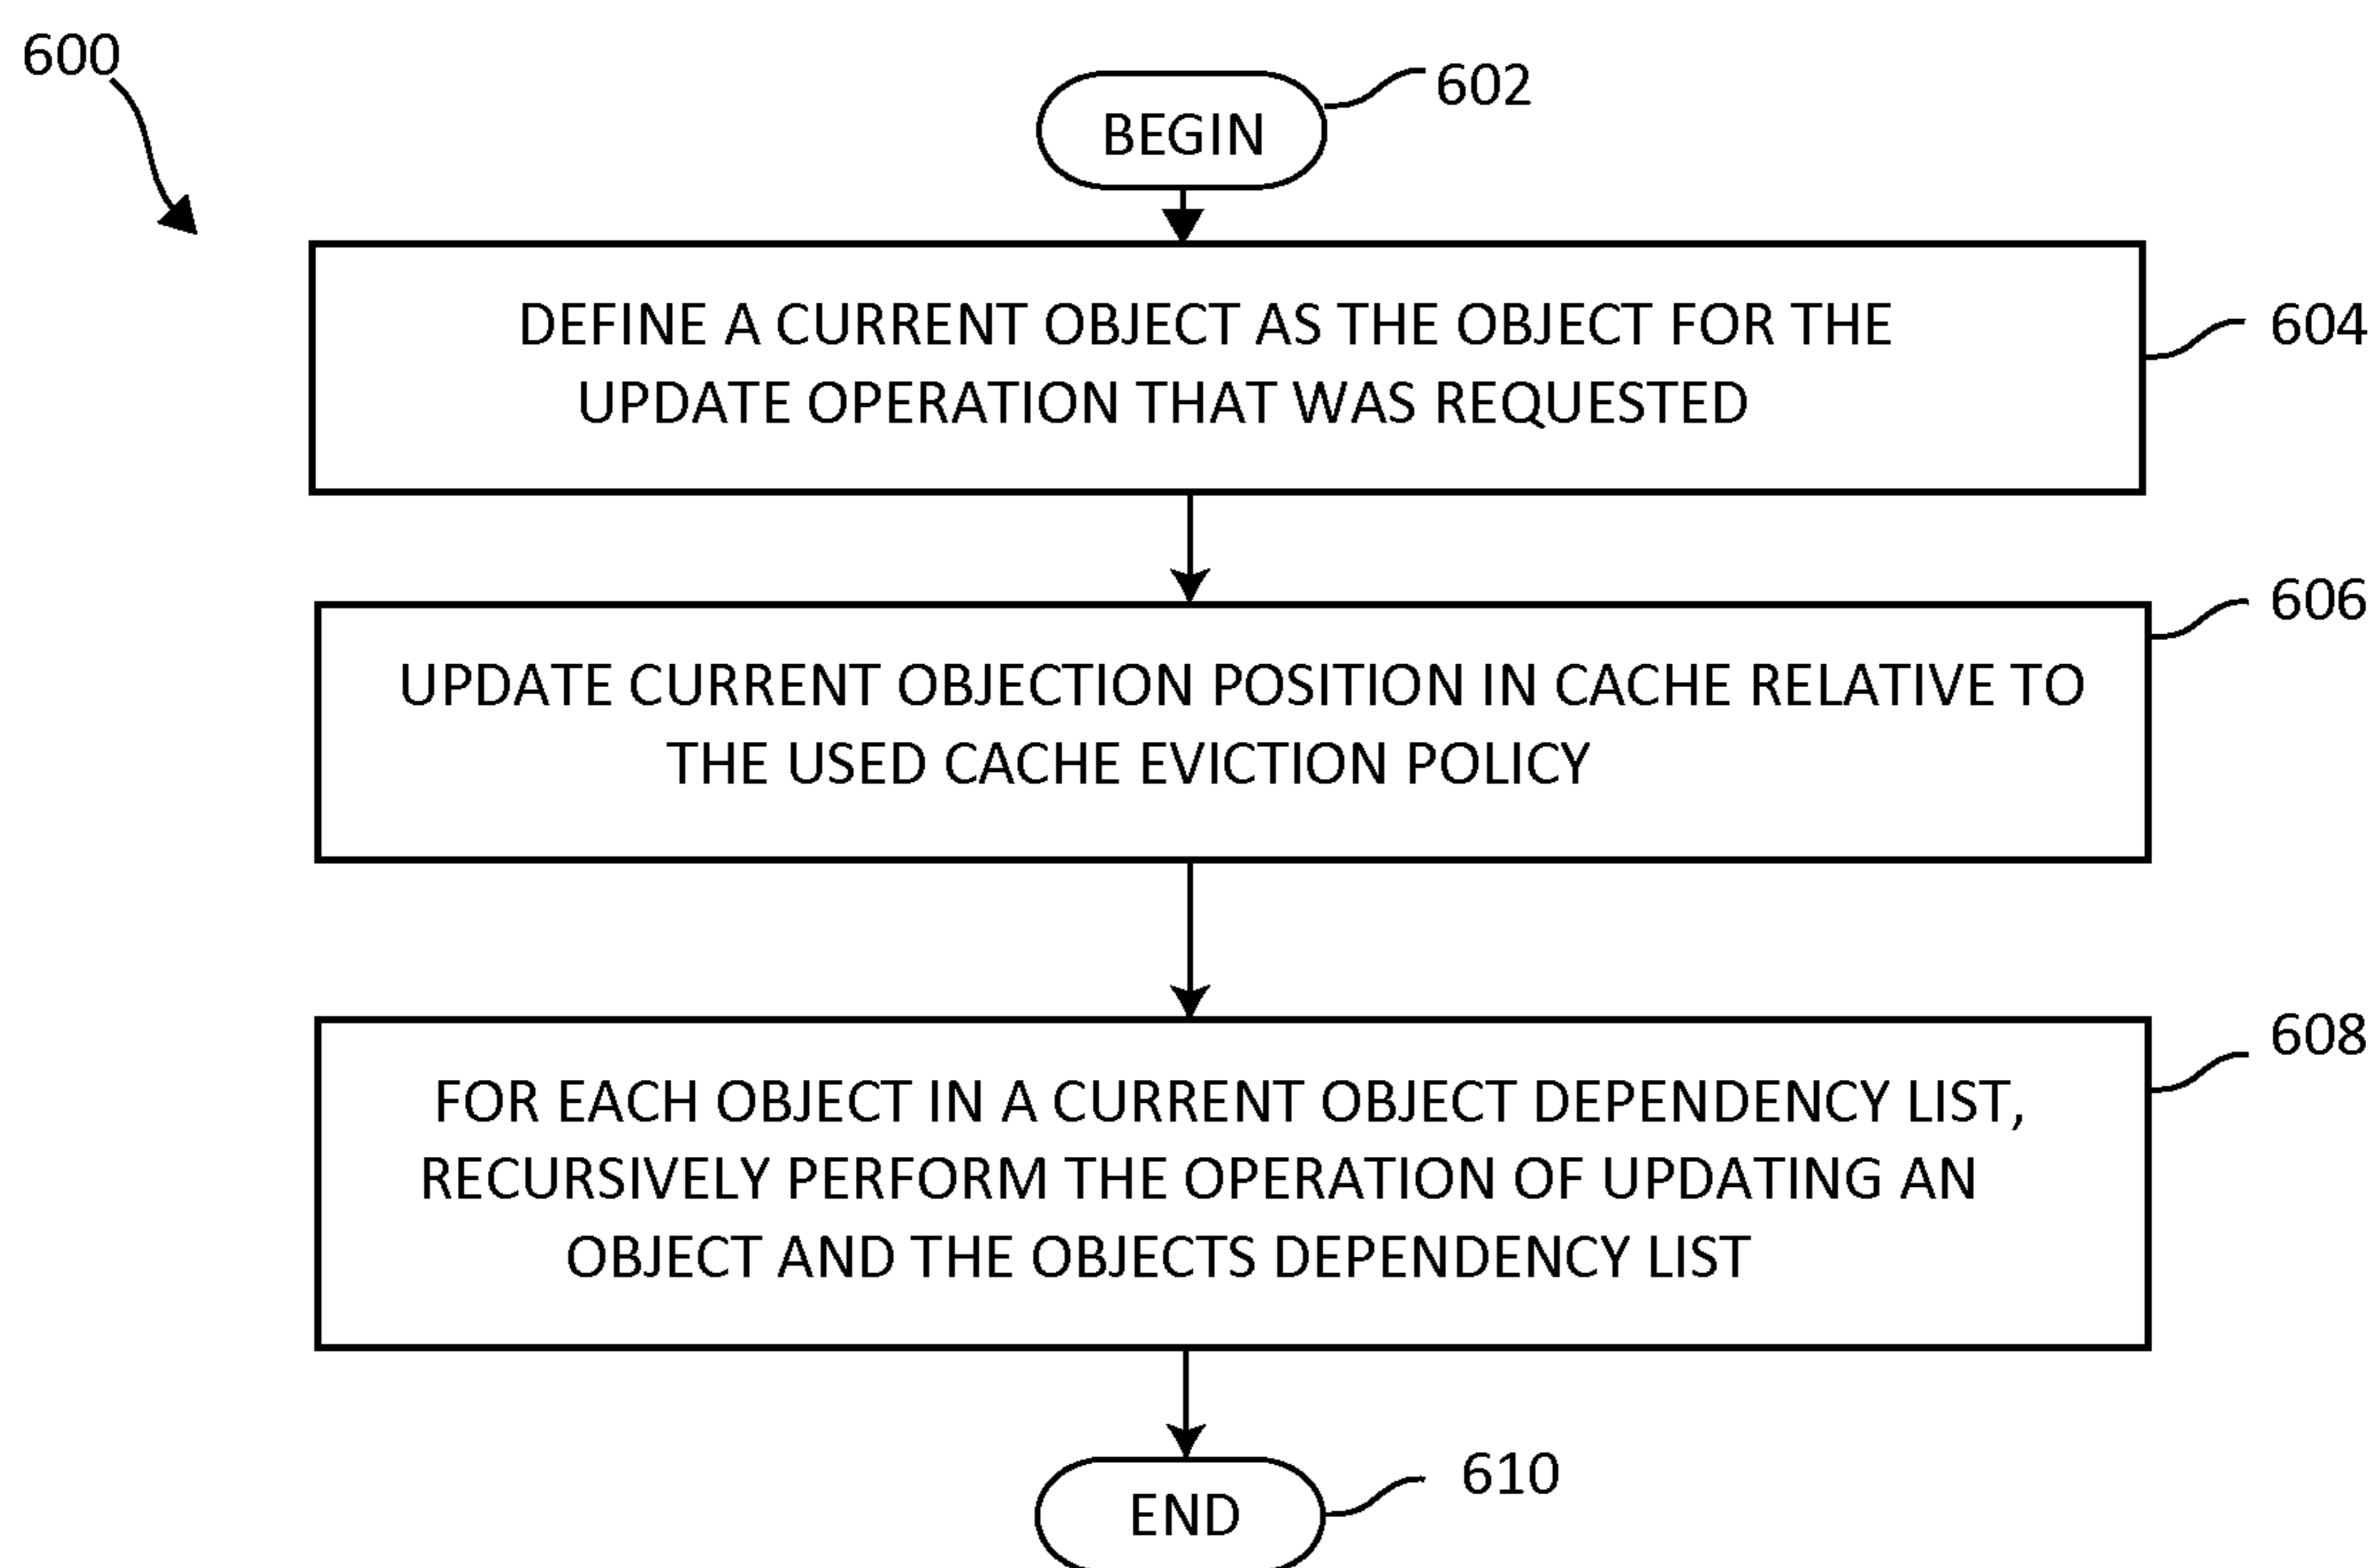 600
BEGIN
602
DEFINE A CURRENT OBJECT AS THE OBJECT FOR THE
UPDATE OPERATION THAT WAS REQUESTED
604
UPDATE CURRENT OBJECTION POSITION IN CACHE RELATIVE TO
THE USED CACHE EVICTION POLICY
606
FOR EACH OBJECT IN A CURRENT OBJECT DEPENDENCY LIST,
RECURSIVELY PERFORM THE OPERATION OF UPDATING AN
OBJECT AND THE OBJECTS DEPENDENCY LIST
608
END
610